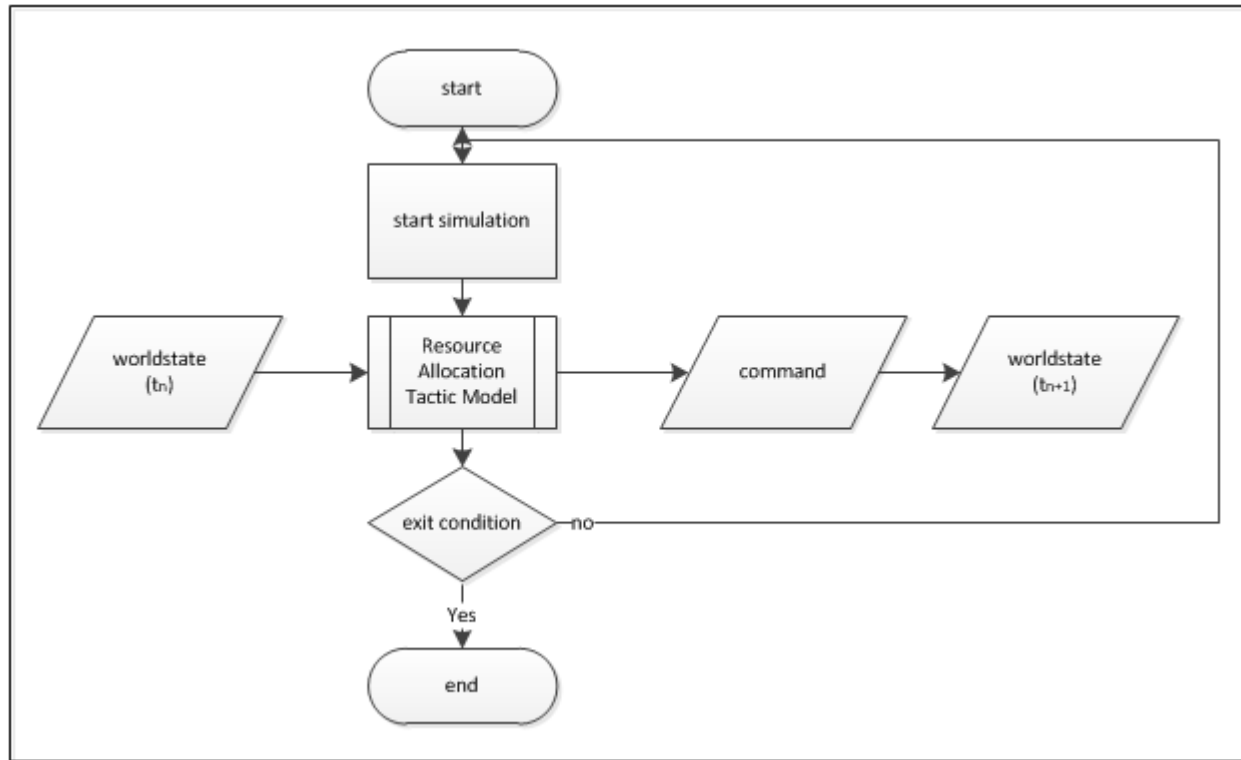 start
start simulation
worldstate
(tn)
Resource
Allocation
Tactic Model
command
worldstate
(tn+1)
exit condition
no
Yes
end